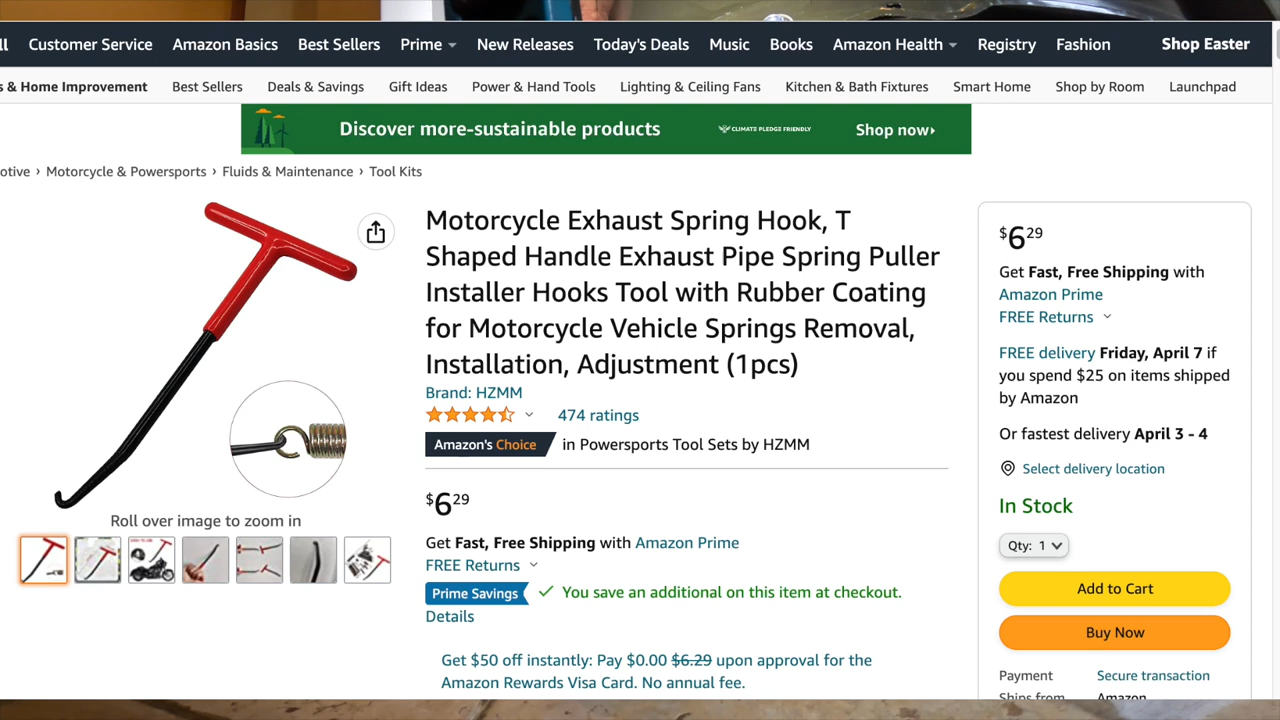 ll Customer Service Amazon Basics Best Sellers Prime New Releases Today's Deals Music Books Amazon Health Registry Fashion Shop Easter
s & Home Improvement Best Sellers Deals & Savings Gift Ideas Power & Hand Tools Lighting & Ceiling Fans Kitchen & Bath Fixtures Smart Home Shop by Room Launchpad
Discover more-sustainable products CLIMATE PLEDGE FRIENDLY Shop now
otive › Motorcycle & Powersports › Fluids & Maintenance › Tool Kits
Roll over image to zoom in
Motorcycle Exhaust Spring Hook, T
Shaped Handle Exhaust Pipe Spring Puller
Installer Hooks Tool with Rubber Coating
for Motorcycle Vehicle Springs Removal,
Installation, Adjustment (1pcs)
Brand: HZMM
474 ratings
Amazon's Choice in Powersports Tool Sets by HZMM
$6 29
Get Fast, Free Shipping with Amazon Prime
FREE Returns
Prime Savings You save an additional on this item at checkout.
Details
Get $50 off instantly: Pay $0.00 $6.29 upon approval for the
Amazon Rewards Visa Card. No annual fee.
$6 29
Get Fast, Free Shipping with
Amazon Prime
FREE Returns
FREE delivery Friday, April 7 if
you spend $25 on items shipped
by Amazon
Or fastest delivery April 3 - 4
Select delivery location
In Stock
Qty: 1
Add to Cart
Buy Now
Payment Secure transaction
Ships from Amazon